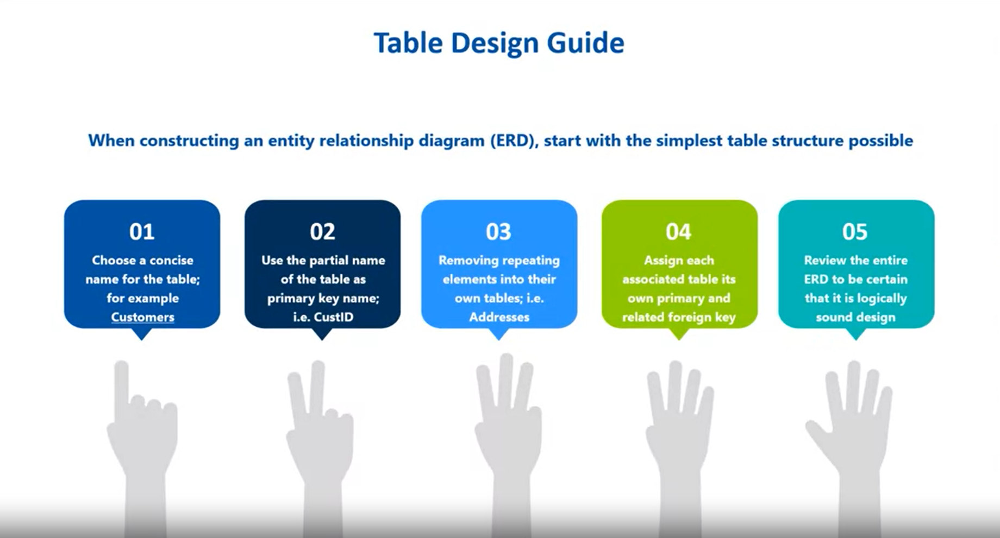 Table Design Guide
When constructing an entity relationship diagram (ERD), start with the simplest table structure possible
01
Choose a concise
name for the table;
for example
Customers
02
Use the partial name
of the table as
primary key name;
i.e. CustID
03
Removing repeating
elements into their
own tables; i.e.
Addresses
04
Assign each
associated table its
own primary and
related foreign key
05
Review the entire
ERD to be certain
that it is logically
sound design